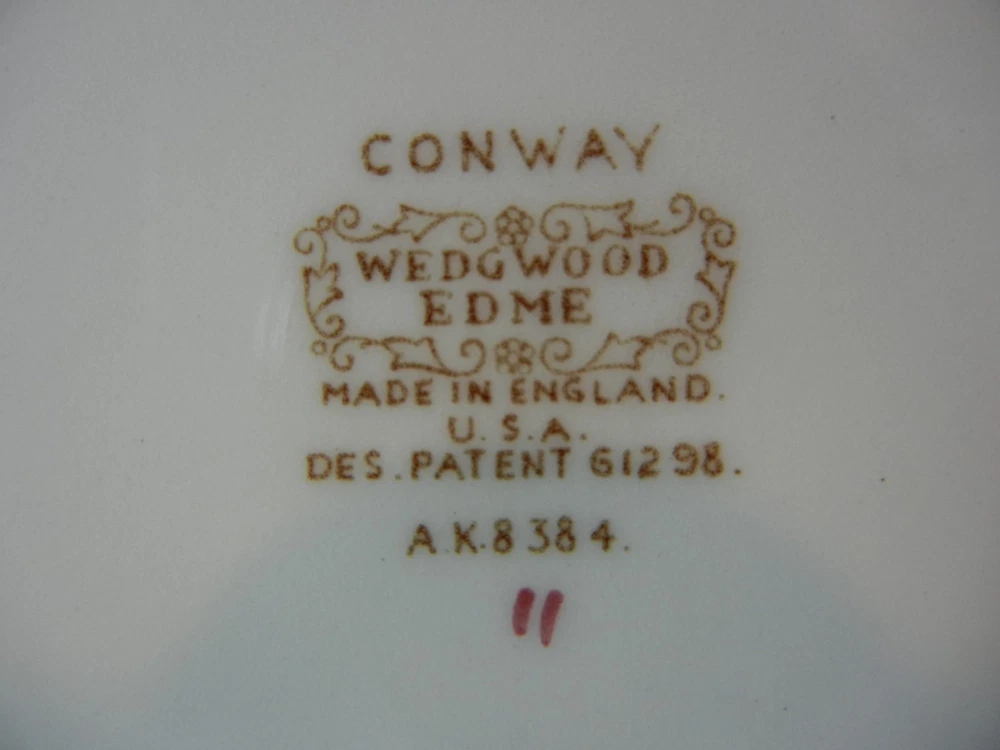 CONWAY
WEDGWOOD
EDME
MADE IN ENGLAND.
U.S.A.
DES. PATENT 61298.
A.K.8384.